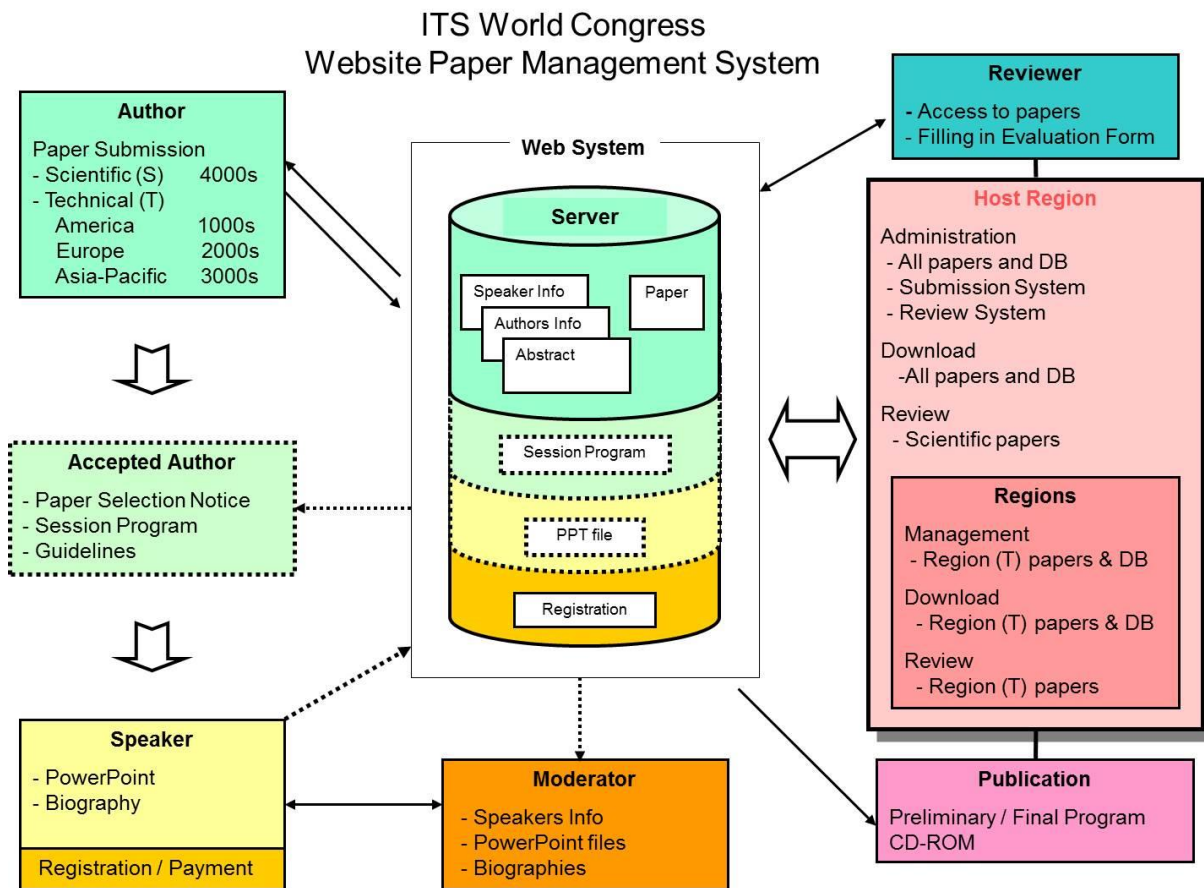 ITS World Congress
Website Paper Management System
Author
Paper Submission
- Scientific (S) 4000s
- Technical (T)
America 1000s
Europe 2000s
Asia-Pacific 3000s
Accepted Author
- Paper Selection Notice
- Session Program
- Guidelines
Speaker
- PowerPoint
- Biography
Registration / Payment
Web System
Server
Speaker Info
Authors Info
Abstract
Paper
Session Program
PPT file
Registration
Moderator
- Speakers Info
- PowerPoint files
- Biographies
Reviewer
- Access to papers
- Filling in Evaluation Form
Host Region
Administration
- All papers and DB
- Submission System
- Review System
Download
-All papers and DB
Review
- Scientific papers
Regions
Management
- Region (T) papers & DB
Download
- Region (T) papers & DB
Review
- Region (T) papers
Publication
Preliminary / Final Program
CD-ROM